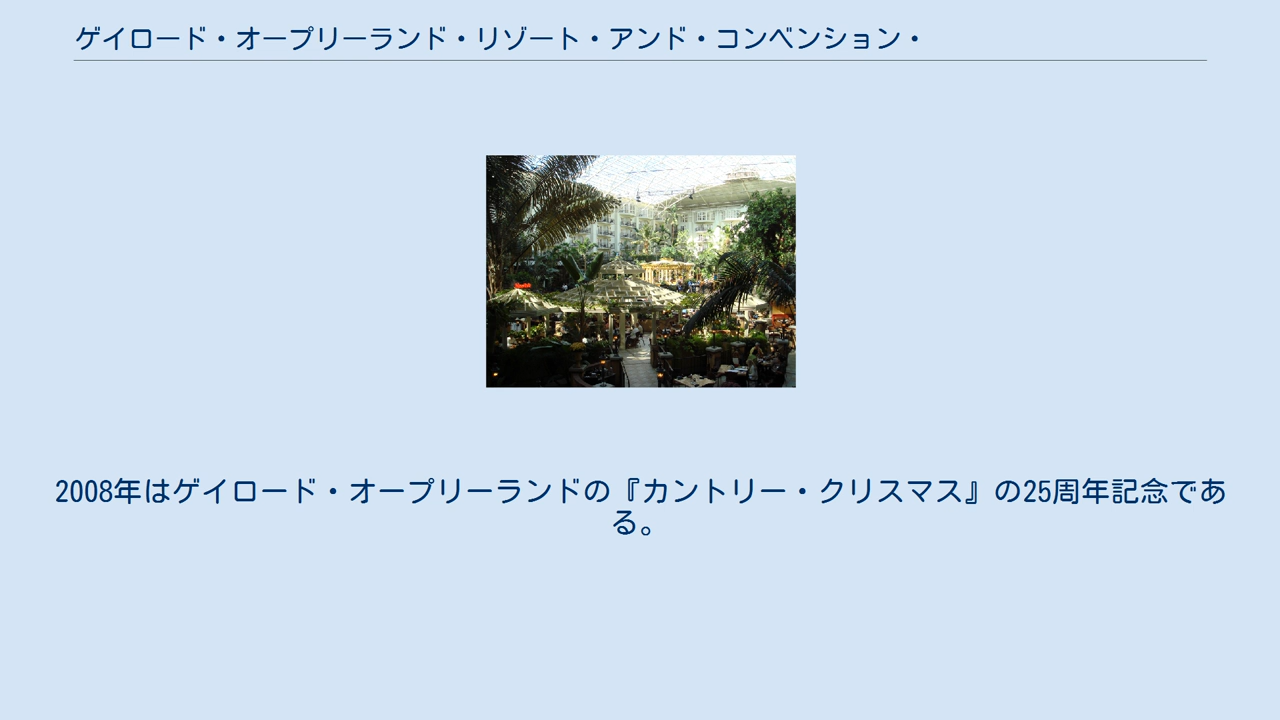 ゲイロード・オープリーランド・リゾート・アンド・コンベンション・
2008年はゲイロード・オープリーランドの『カントリー・クリスマス』の25周年記念であ
る。